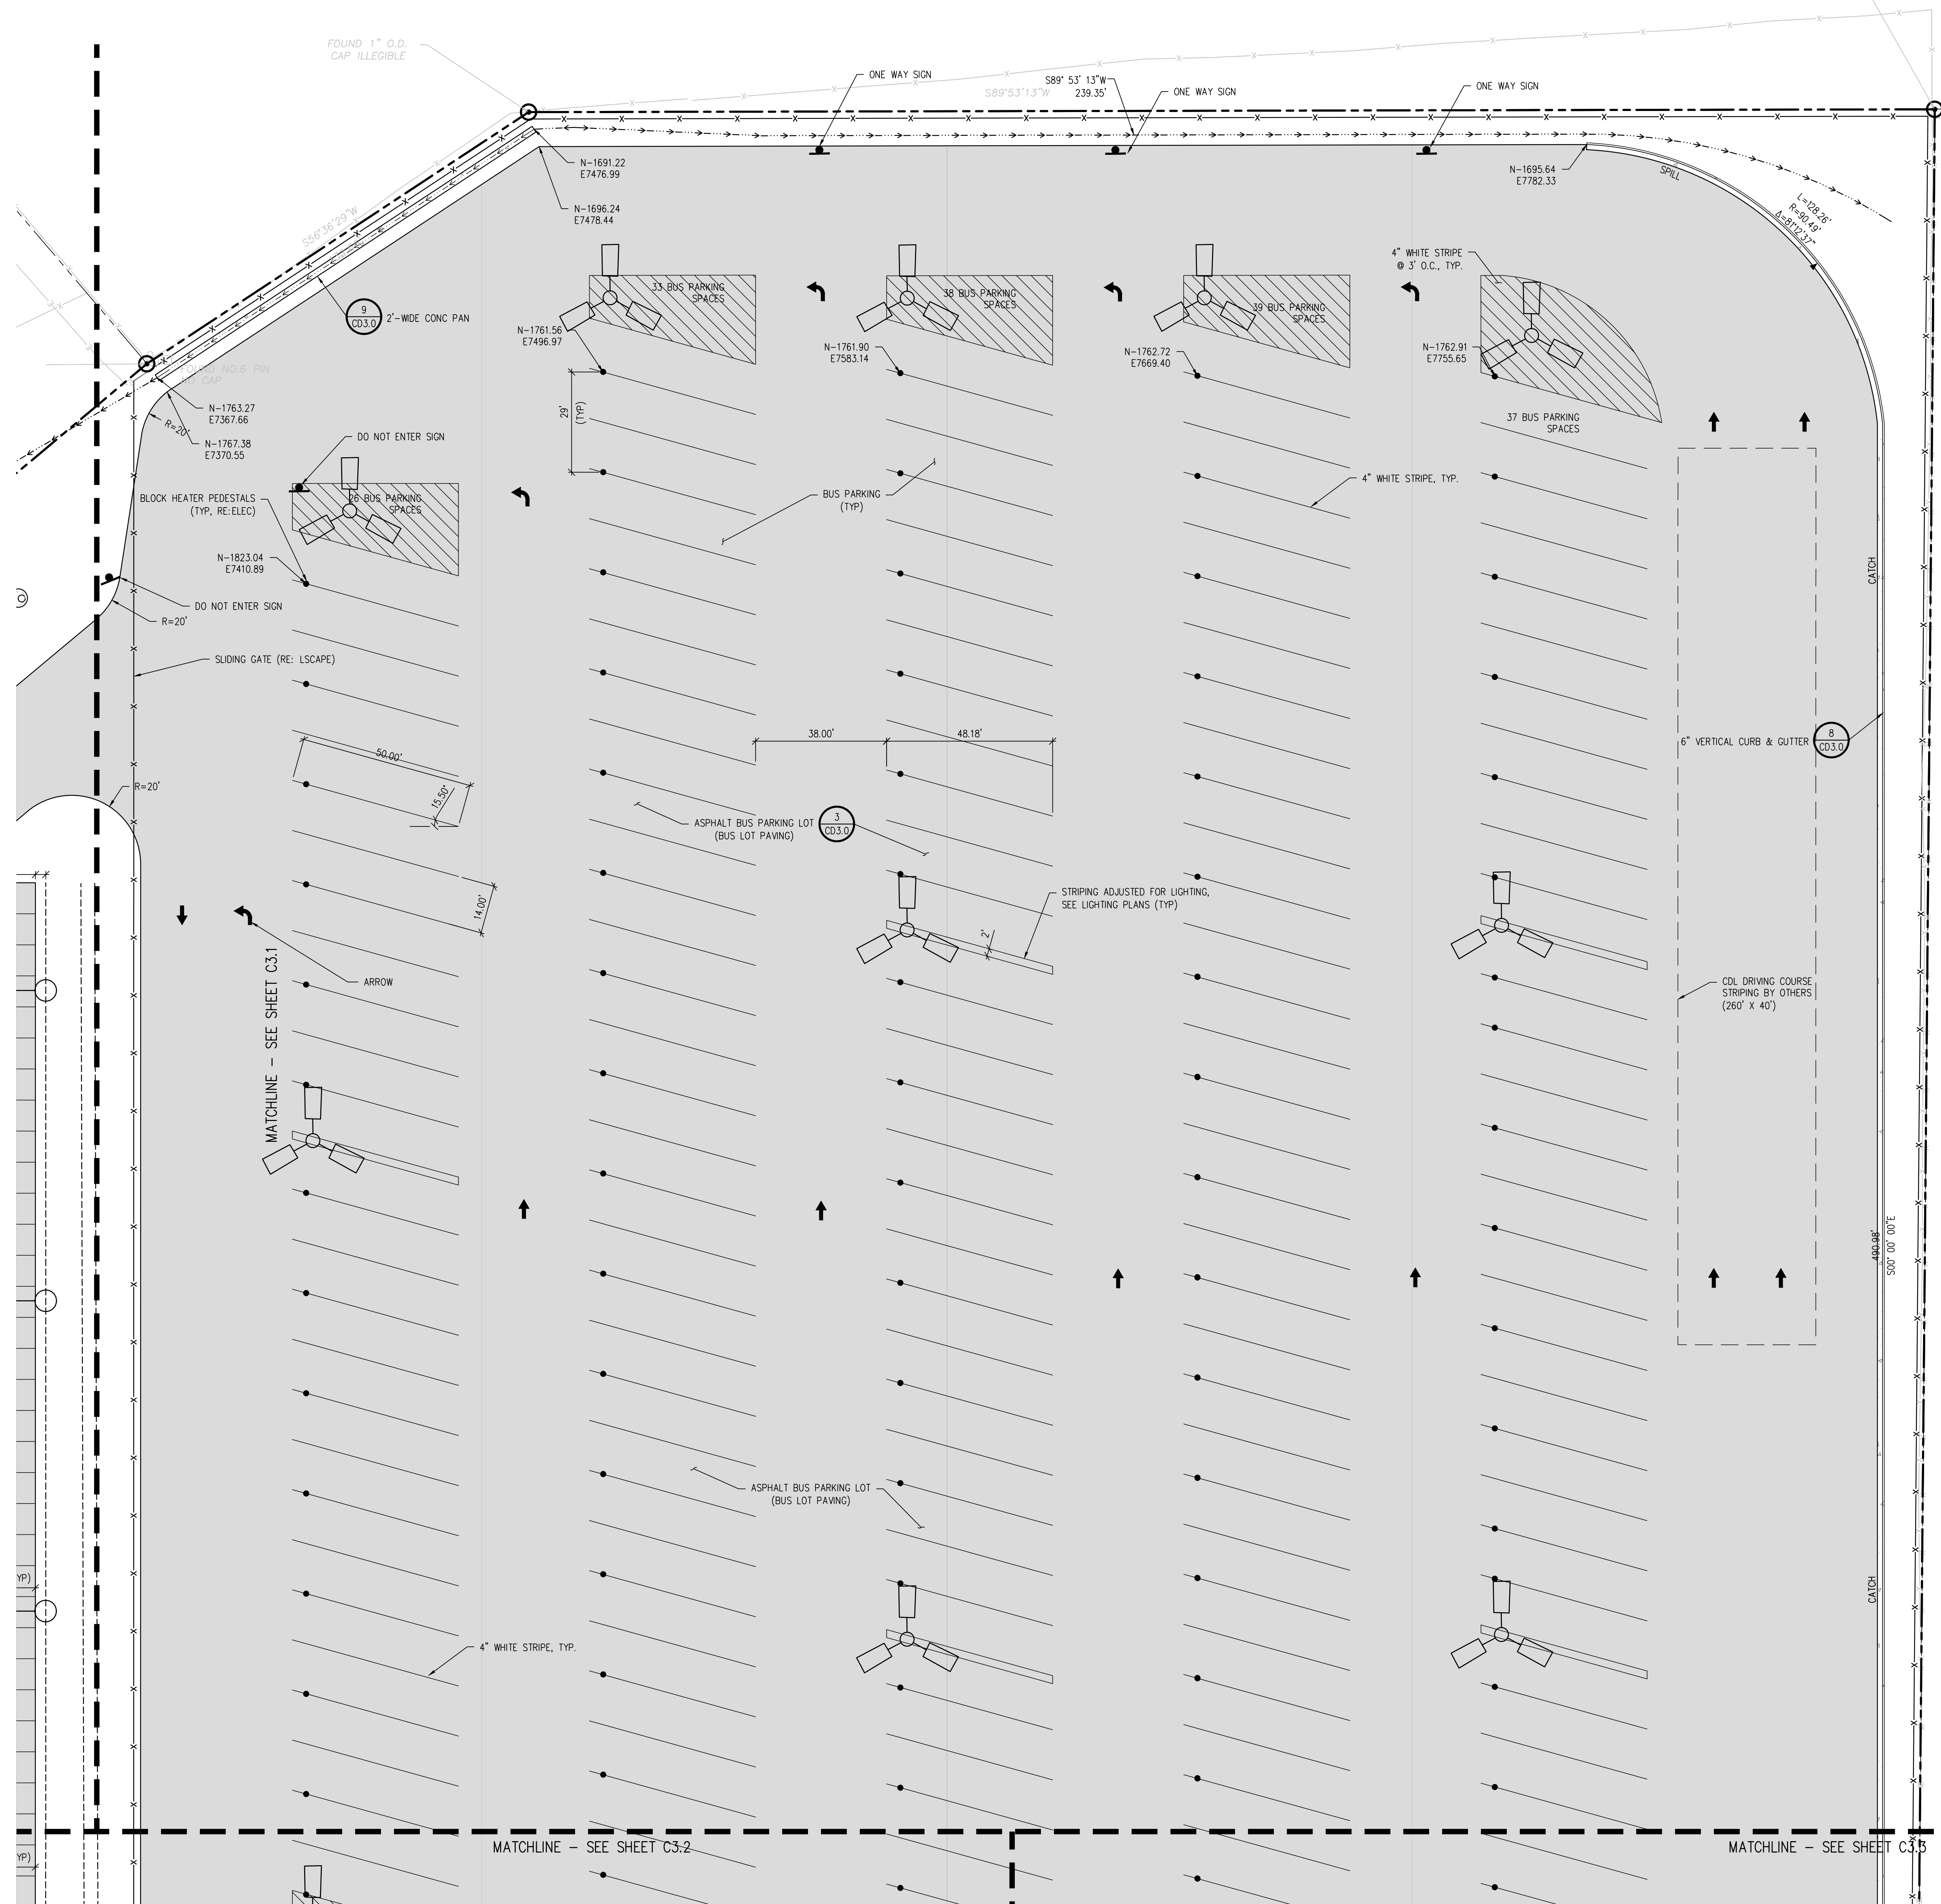 FOUND 1" O.D.
CAP ILLEGIBLE
ONE WAY SIGN
S89° 53' 13"W
239.35'
S89°53'13"W
ONE WAY SIGN
ONE WAY SIGN
N-1691.22
E7476.99
N-1696.24
E7478.44
N-1695.64
E7782.33
SPILL
L=128.26'
R=90.49'
Δ=81°12'37"
S56°36'29"W
9
CD3.0
2'-WIDE CONC PAN
33 BUS PARKING
SPACES
38 BUS PARKING
SPACES
39 BUS PARKING
SPACES
4" WHITE STRIPE
@ 3' O.C., TYP.
N-1761.56
E7496.97
N-1761.90
E7583.14
N-1762.72
E7669.40
N-1762.91
E7755.65
FOUND NO.6 PIN
NO CAP
N-1763.27
E7367.66
R=20'
N-1767.38
E7370.55
29'
(TYP)
37 BUS PARKING
SPACES
DO NOT ENTER SIGN
BLOCK HEATER PEDESTALS
(TYP, RE:ELEC)
26 BUS PARKING
SPACES
BUS PARKING
(TYP)
4" WHITE STRIPE, TYP.
N-1823.04
E7410.89
CATCH
DO NOT ENTER SIGN
R=20'
SLIDING GATE (RE: LSCAPE)
38.00'
48.18'
50.00'
15.50°
6" VERTICAL CURB & GUTTER
8
CD3.0
R=20'
ASPHALT BUS PARKING LOT
(BUS LOT PAVING)
3
CD3.0
14.00'
STRIPING ADJUSTED FOR LIGHTING,
SEE LIGHTING PLANS (TYP)
2'
ARROW
MATCHLINE - SEE SHEET C3.1
CDL DRIVING COURSE
STRIPING BY OTHERS
(260' X 40')
490.98'
S00° 00' 00"E
ASPHALT BUS PARKING LOT
(BUS LOT PAVING)
YP)
CATCH
4" WHITE STRIPE, TYP.
MATCHLINE - SEE SHEET C3.2
MATCHLINE - SEE SHEET C3.3
YP)